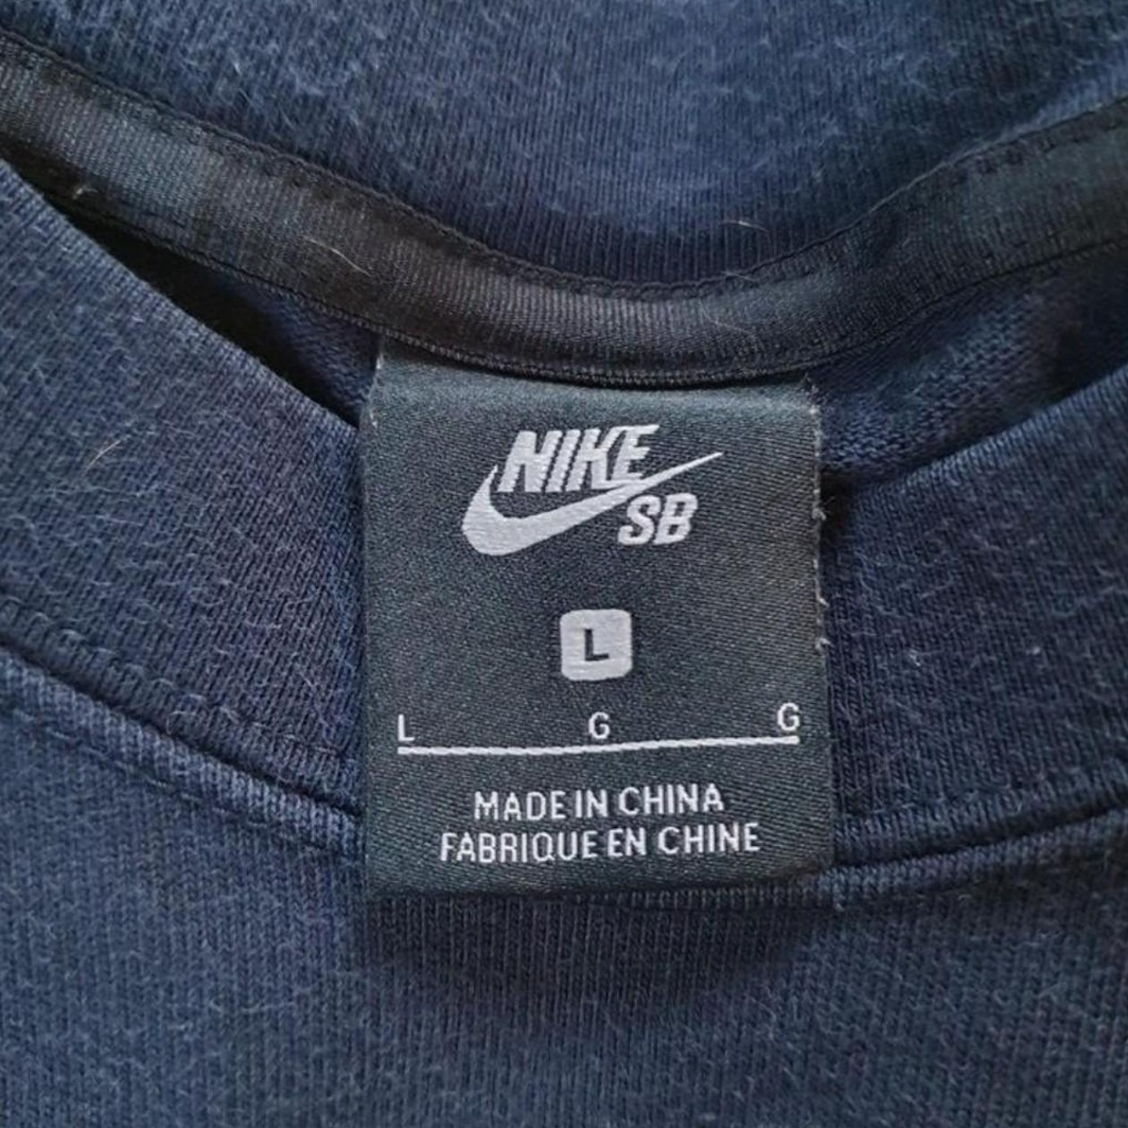 NIKE
SB
L
L G G
MADE IN CHINA
FABRIQUE EN CHINE